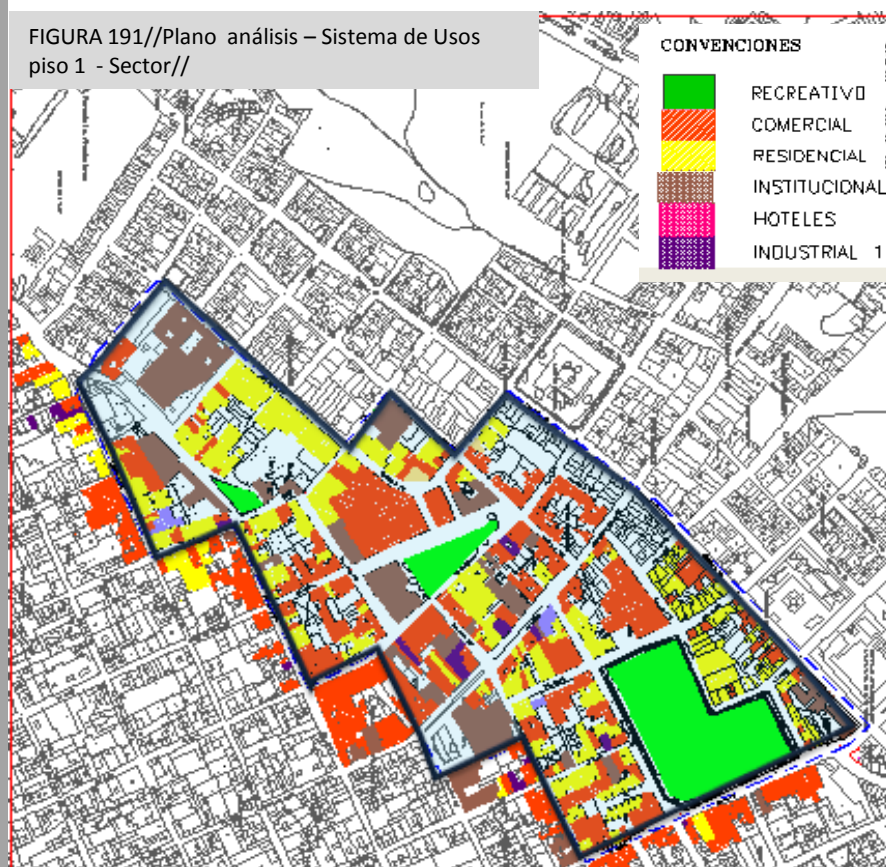 FIGURA 191//Plano análisis – Sistema de Usos
piso 1 - Sector//
CONVENCIONES
RECREATIVO
COMERCIAL
RESIDENCIAL
INSTITUCIONAL
HOTELES
INDUSTRIAL 1